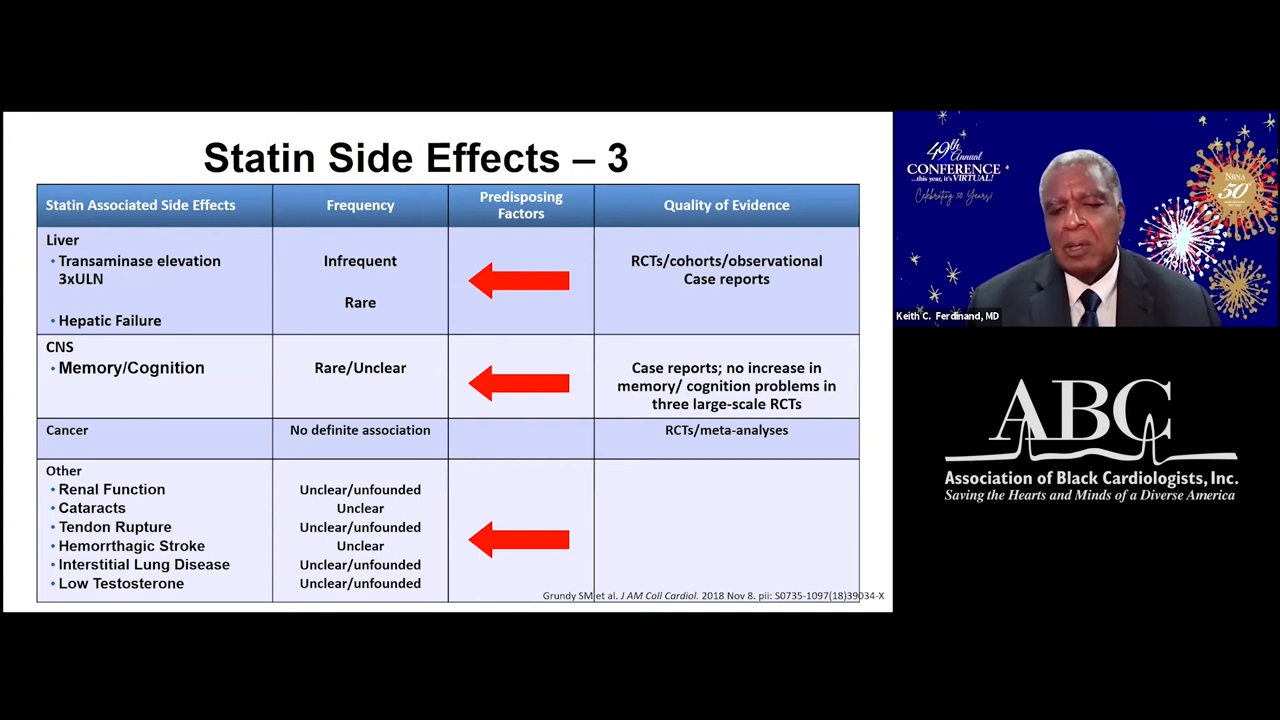 Statin Side Effects – 3
Statin Associated Side Effects
Frequency
Predisposing
Factors
Quality of Evidence
Liver
• Transaminase elevation
3xULN
• Hepatic Failure
Infrequent
Rare
RCTs/cohorts/observational
Case reports
CNS
• Memory/Cognition
Rare/Unclear
Case reports; no increase in
memory/ cognition problems in
three large-scale RCTs
Cancer
No definite association
RCTs/meta-analyses
Other
• Renal Function
Unclear/unfounded
• Cataracts
Unclear
• Tendon Rupture
Unclear/unfounded
• Hemorrhagic Stroke
Unclear
• Interstitial Lung Disease
Unclear/unfounded
• Low Testosterone
Unclear/unfounded
Grundy SM et al. J AM Coll Cardiol. 2018 Nov 8. pii: S0735-1097(18)39034-X
49th Annual
CONFERENCE
...this year, it's VIRTUAL!
Celebrating 50 Years!
NBNA
50
Keith C. Ferdinand, MD
ABC
Association of Black Cardiologists, Inc.
Saving the Hearts and Minds of a Diverse America